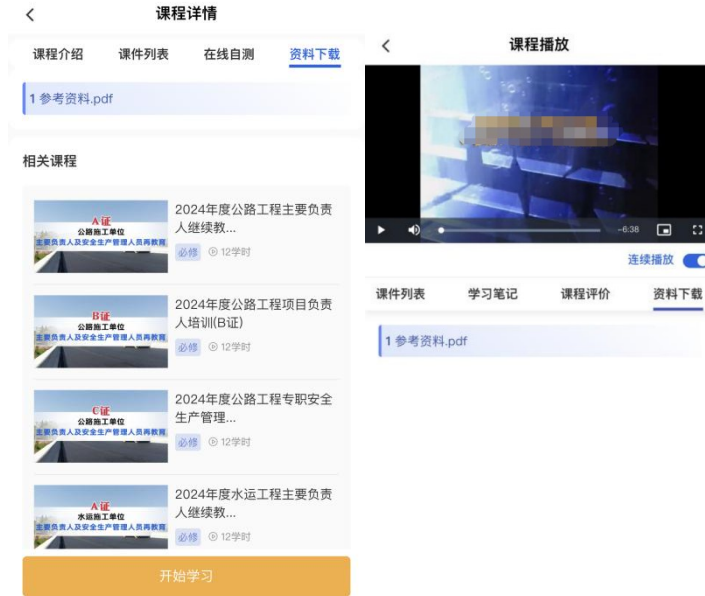 课程详情
课程介绍 课件列表 在线自测 资料下载
1 参考资料.pdf
相关课程
A证
公路施工单位
主要负责人及安全生产管理人员再教育
2024年度公路工程主要负责
人继续教...
必修 12学时
B证
公路施工单位
主要负责人及安全生产管理人员再教育
2024年度公路工程项目负责
人培训(B证)
必修 12学时
C证
公路施工单位
主要负责人及安全生产管理人员再教育
2024年度公路工程专职安全
生产管理...
必修 12学时
A证
水运施工单位
主要负责人及安全生产管理人员再教育
2024年度水运工程主要负责
人继续教...
必修 12学时
开始学习
课程播放
-6:38
连续播放
课件列表 学习笔记 课程评价 资料下载
1 参考资料.pdf